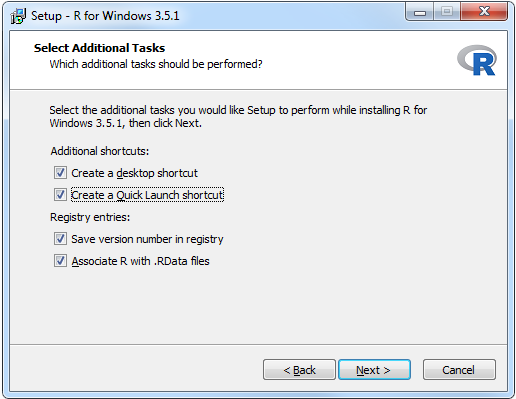 Setup - R for Windows 3.5.1
Select Additional Tasks
Which additional tasks should be performed?
R
Select the additional tasks you would like Setup to perform while installing R for
Windows 3.5.1, then click Next.
Additional shortcuts:
Create a desktop shortcut
Create a Quick Launch shortcut
Registry entries:
Save version number in registry
Associate R with .RData files
< Back
Next >
Cancel